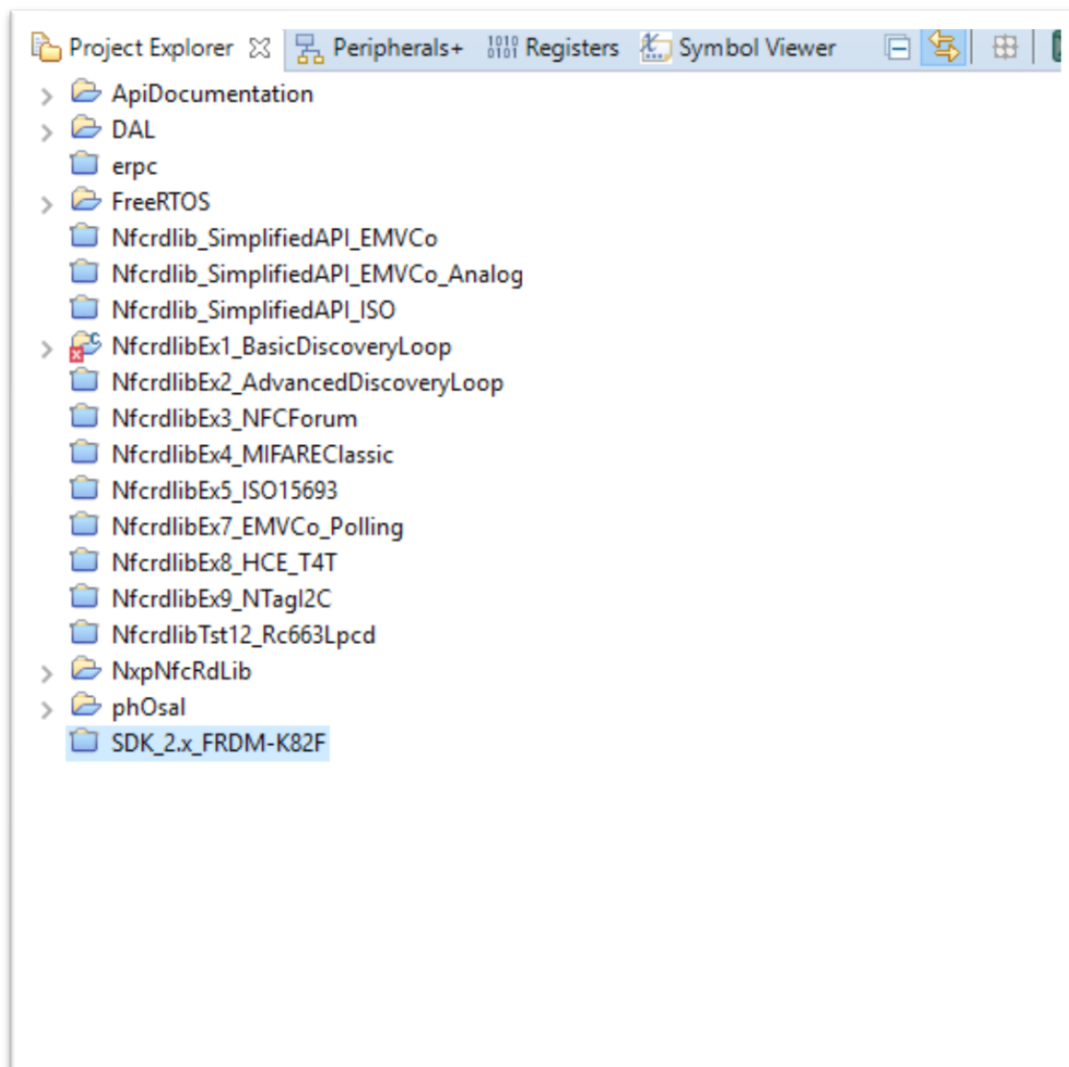 Project Explorer Peripherals+ Registers Symbol Viewer
ApiDocumentation
DAL
erpc
FreeRTOS
Nfcrdlib_SimplifiedAPI_EMVCo
Nfcrdlib_SimplifiedAPI_EMVCo_Analog
Nfcrdlib_SimplifiedAPI_ISO
NfcrdlibEx1_BasicDiscoveryLoop
NfcrdlibEx2_AdvancedDiscoveryLoop
NfcrdlibEx3_NFCForum
NfcrdlibEx4_MIFAREClassic
NfcrdlibEx5_ISO15693
NfcrdlibEx7_EMVCo_Polling
NfcrdlibEx8_HCE_T4T
NfcrdlibEx9_NTagI2C
NfcrdlibTst12_Rc663Lpcd
NxpNfcRdLib
phOsal
SDK_2.x_FRDM-K82F